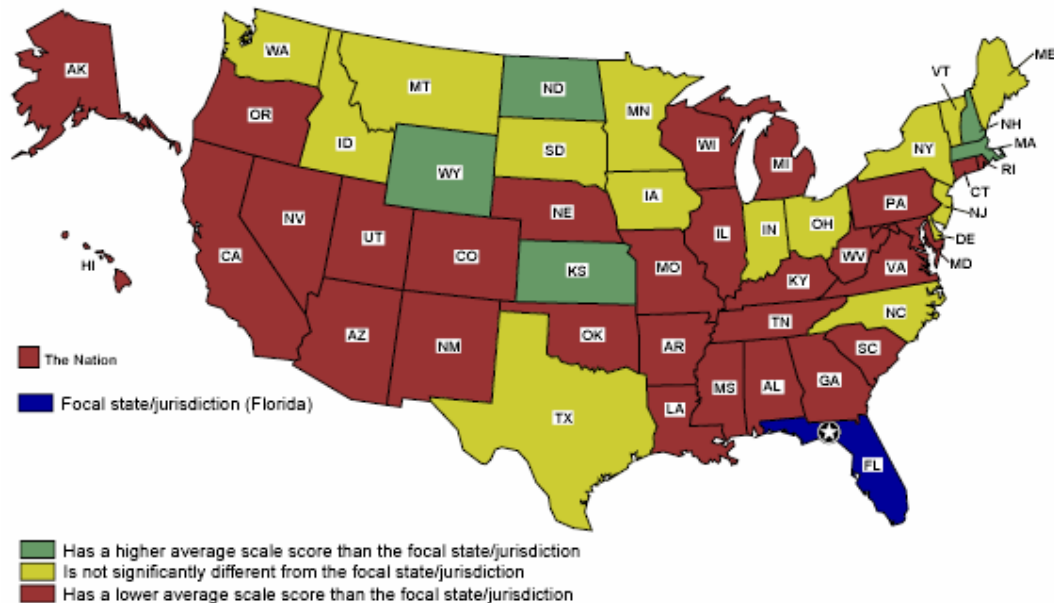 AK
WA
MT
ND
MN
VT
ME
OR
ID
WY
SD
WI
MI
NY
NH
MA
RI
CT
NV
UT
CO
NE
IA
IL
IN
OH
PA
NJ
DE
MD
CA
KS
MO
KY
WV
VA
HI
AZ
NM
OK
AR
TN
NC
SC
TX
LA
MS
AL
GA
FL
The Nation
Focal state/jurisdiction (Florida)
Has a higher average scale score than the focal state/jurisdiction
Is not significantly different from the focal state/jurisdiction
Has a lower average scale score than the focal state/jurisdiction